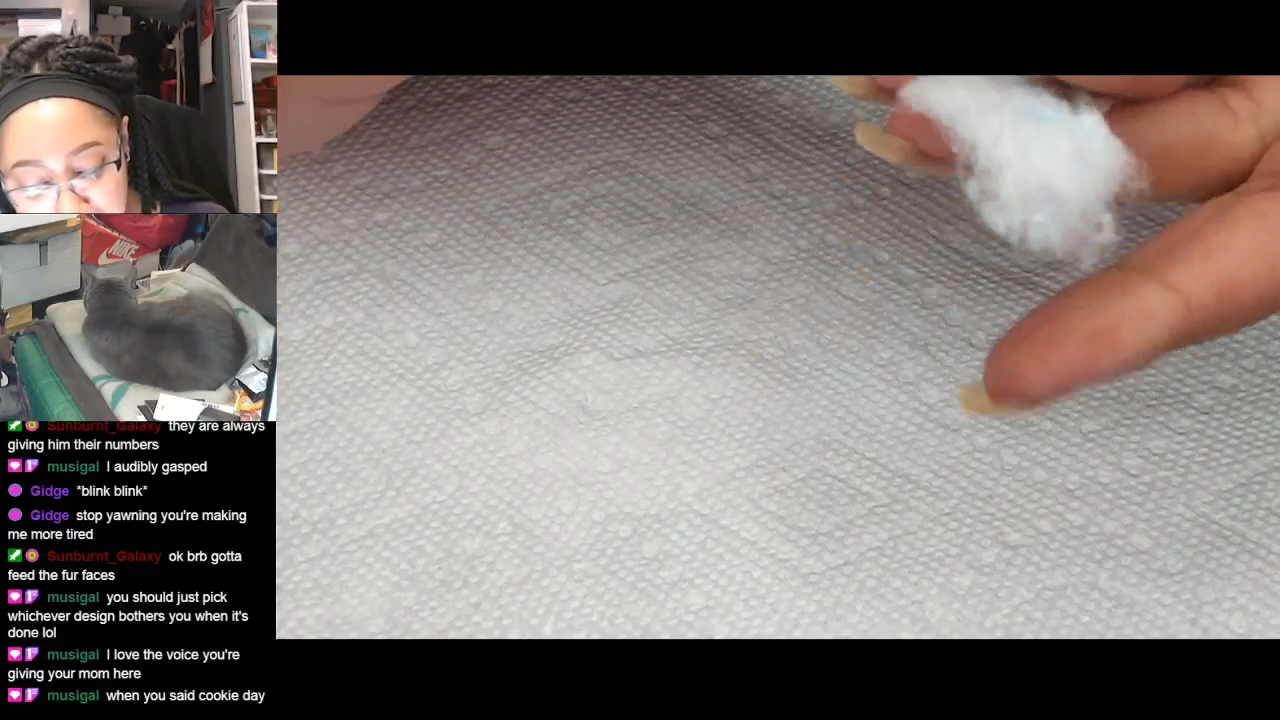 NIKE
Sunburnt_Galaxy they are always
giving him their numbers
musigal I audibly gasped
Gidge *blink blink*
Gidge stop yawning you're making
me more tired
Sunburnt_Galaxy ok brb gotta
feed the fur faces
musigal you should just pick
whichever design bothers you when it's
done lol
musigal I love the voice you're
giving your mom here
musigal when you said cookie day